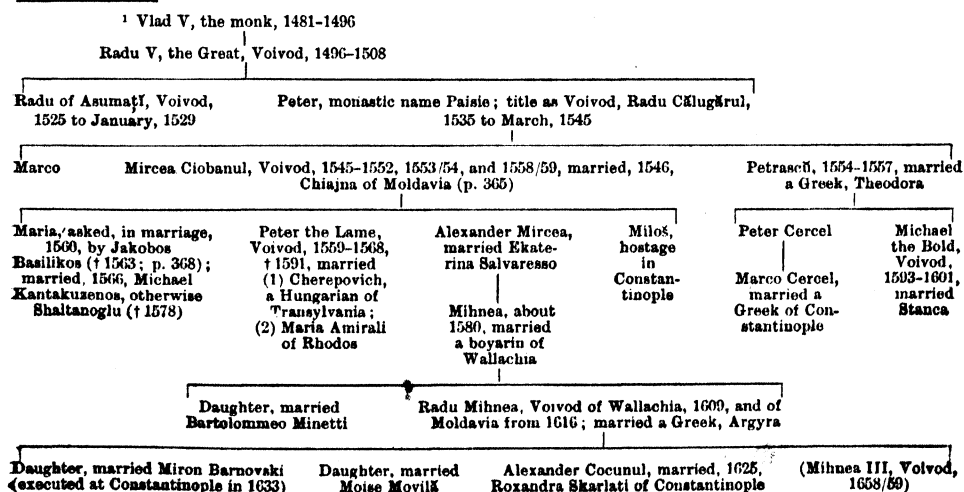 ¹ Vlad V, the monk, 1481–1496
Radu V, the Great, Voivod, 1496–1508
Radu of Asumaţĭ, Voivod,
1525 to January, 1529
Peter, monastic name Paisie; title as Voivod, Radu Călugărul,
1535 to March, 1545
Marco
Mircea Ciobanul, Voivod, 1545–1552, 1553/54, and 1558/59, married, 1546,
Chiajna of Moldavia (p. 365)
Petrascŭ, 1554–1557, married
a Greek, Theodora
Maria, asked, in marriage,
1560, by Jakobos
Basilikos († 1563; p. 368);
married, 1566, Michael
Kantakuzenos, otherwise
Shaltanoglu († 1578)
Peter the Lame,
Voivod, 1559–1568,
† 1591, married
(1) Cherepovich,
a Hungarian of
Transylvania;
(2) Maria Amirali
of Rhodos
Alexander Mircea,
married Ekate-
rina Salvaresso
Mihnea, about
1580, married
a boyarin of
Wallachia
Miloš,
hostage
in
Constan-
tinople
Peter Cercel
Marco Cercel,
married a
Greek of Con-
stantinople
Michael
the Bold,
Voivod,
1593–1601,
married
Stanca
Daughter, married
Bartolommeo Minetti
Radu Mihnea, Voivod of Wallachia, 1609, and of
Moldavia from 1616; married a Greek, Argyra
Daughter, married Miron Barnovski
(executed at Constantinople in 1633)
Daughter, married
Moise Movilă
Alexander Cocunul, married, 1625,
Roxandra Skarlati of Constantinople
(Mihnea III, Voivod,
1658/59)